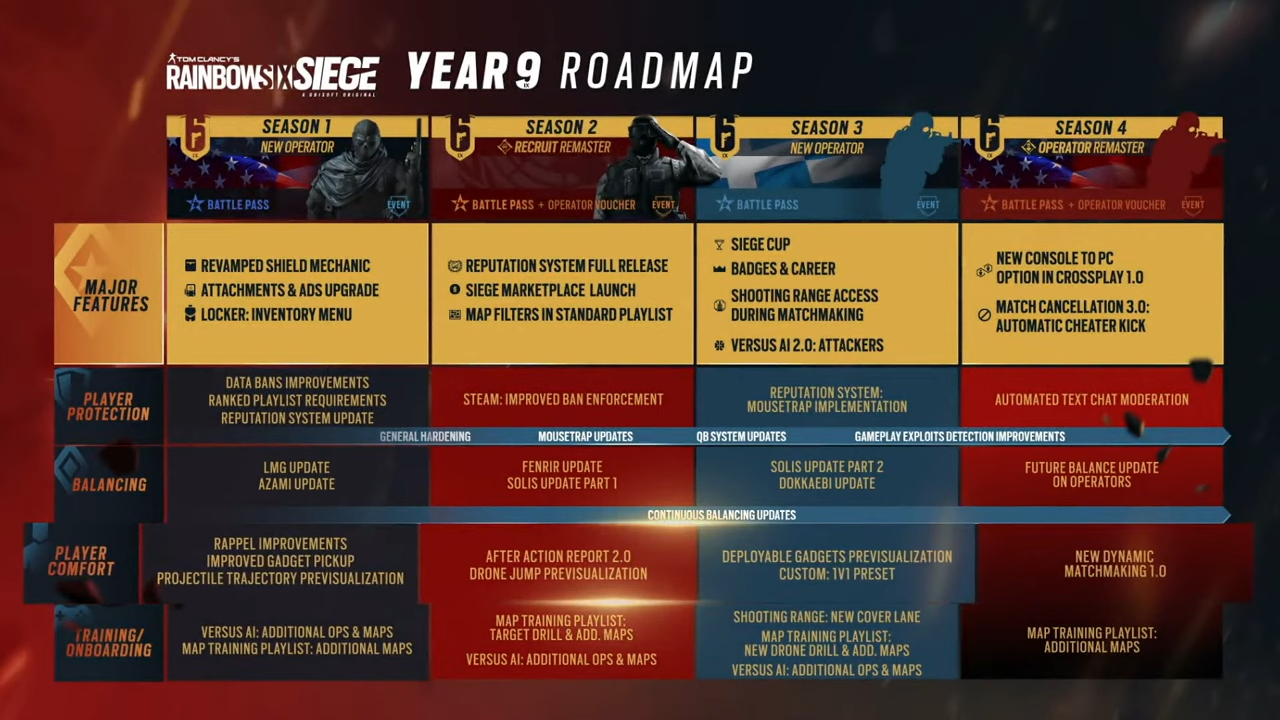 TOM CLANCY'S
RAINBOWSIX SIEGE
A UBISOFT ORIGINAL
YEAR 9 ROADMAP
IX
SEASON 1
NEW OPERATOR
BATTLE PASS
EVENT
SEASON 2
RECRUIT REMASTER
BATTLE PASS + OPERATOR VOUCHER
EVENT
SEASON 3
NEW OPERATOR
BATTLE PASS
EVENT
SEASON 4
OPERATOR REMASTER
BATTLE PASS + OPERATOR VOUCHER
EVENT
MAJOR
FEATURES
REVAMPED SHIELD MECHANIC
ATTACHMENTS & ADS UPGRADE
LOCKER: INVENTORY MENU
REPUTATION SYSTEM FULL RELEASE
SIEGE MARKETPLACE LAUNCH
MAP FILTERS IN STANDARD PLAYLIST
SIEGE CUP
BADGES & CAREER
SHOOTING RANGE ACCESS
DURING MATCHMAKING
VERSUS AI 2.0: ATTACKERS
NEW CONSOLE TO PC
OPTION IN CROSSPLAY 1.0
MATCH CANCELLATION 3.0:
AUTOMATIC CHEATER KICK
PLAYER
PROTECTION
DATA BANS IMPROVEMENTS
RANKED PLAYLIST REQUIREMENTS
REPUTATION SYSTEM UPDATE
STEAM: IMPROVED BAN ENFORCEMENT
REPUTATION SYSTEM:
MOUSETRAP IMPLEMENTATION
AUTOMATED TEXT CHAT MODERATION
GENERAL HARDENING
MOUSETRAP UPDATES
QB SYSTEM UPDATES
GAMEPLAY EXPLOITS DETECTION IMPROVEMENTS
BALANCING
LMG UPDATE
AZAMI UPDATE
FENRIR UPDATE
SOLIS UPDATE PART 1
SOLIS UPDATE PART 2
DOKKAEBI UPDATE
FUTURE BALANCE UPDATE
ON OPERATORS
CONTINUOUS BALANCING UPDATES
PLAYER
COMFORT
RAPPEL IMPROVEMENTS
IMPROVED GADGET PICKUP
PROJECTILE TRAJECTORY PREVISUALIZATION
AFTER ACTION REPORT 2.0
DRONE JUMP PREVISUALIZATION
DEPLOYABLE GADGETS PREVISUALIZATION
CUSTOM: 1V1 PRESET
NEW DYNAMIC
MATCHMAKING 1.0
TRAINING/
ONBOARDING
VERSUS AI: ADDITIONAL OPS & MAPS
MAP TRAINING PLAYLIST: ADDITIONAL MAPS
MAP TRAINING PLAYLIST:
TARGET DRILL & ADD. MAPS
VERSUS AI: ADDITIONAL OPS & MAPS
SHOOTING RANGE: NEW COVER LANE
MAP TRAINING PLAYLIST:
NEW DRONE DRILL & ADD. MAPS
VERSUS AI: ADDITIONAL OPS & MAPS
MAP TRAINING PLAYLIST:
ADDITIONAL MAPS